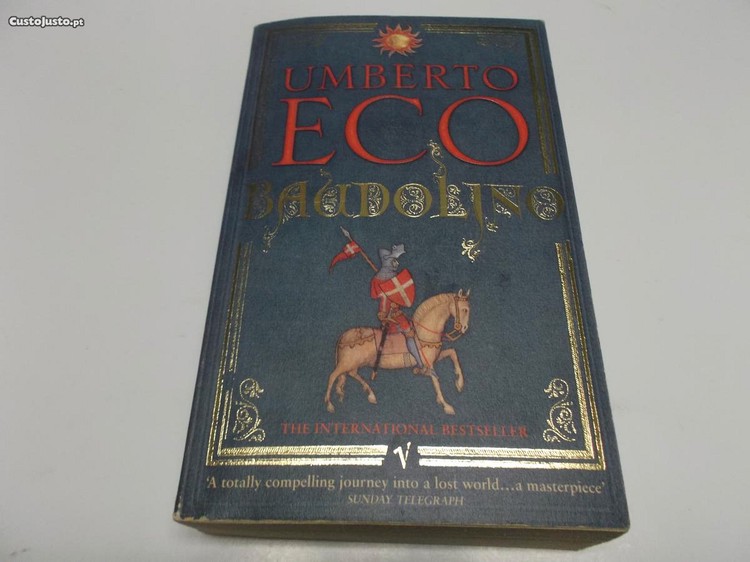 CustoJusto.pt
UMBERTO
ECO
BAUDOLINO
THE INTERNATIONAL BESTSELLER
V
'A totally compelling journey into a lost world...a masterpiece'
SUNDAY TELEGRAPH